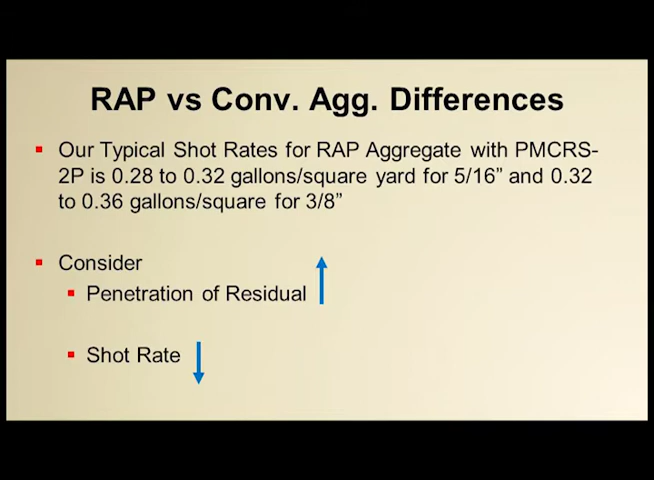 RAP vs Conv. Agg. Differences
Our Typical Shot Rates for RAP Aggregate with PMCRS-
2P is 0.28 to 0.32 gallons/square yard for 5/16” and 0.32
to 0.36 gallons/square for 3/8”
Consider
Penetration of Residual
Shot Rate